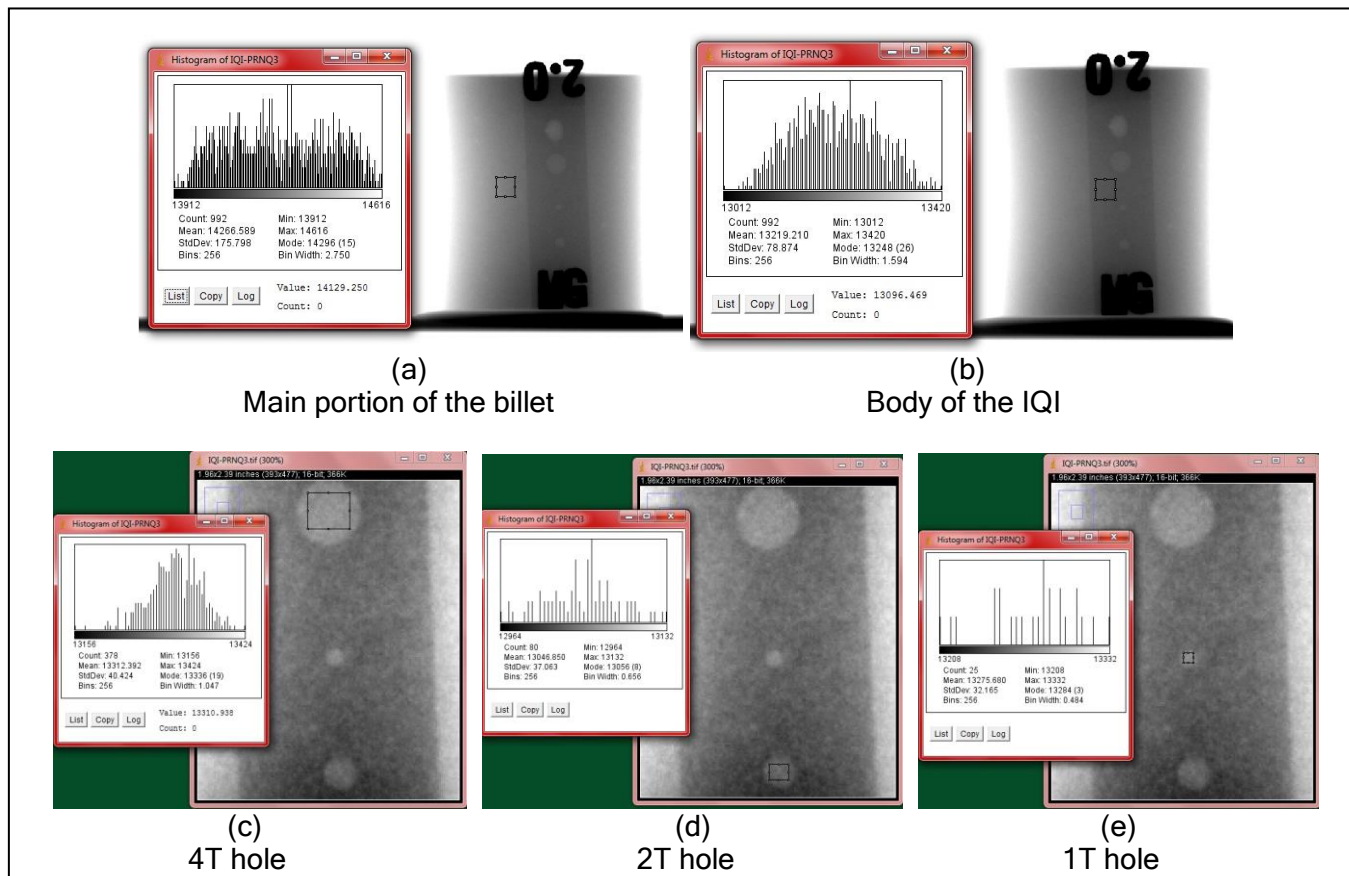 Histogram of IQI-PRNQ3
13912 14616
Count: 992 Min: 13912
Mean: 14266.589 Max: 14616
StdDev: 175.798 Mode: 14296 (15)
Bins: 256 Bin Width: 2.750
List Copy Log Value: 14129.250
Count: 0
2.0
MG
(a)
Main portion of the billet
Histogram of IQI-PRNQ3
13012 13420
Count: 992 Min: 13012
Mean: 13219.210 Max: 13420
StdDev: 78.874 Mode: 13248 (26)
Bins: 256 Bin Width: 1.594
List Copy Log Value: 13096.469
Count: 0
2.0
MG
(b)
Body of the IQI
IQI-PRNQ3.tif (300%)
1.96x2.39 inches (393x477); 16-bit; 366K
Histogram of IQI-PRNQ3
13156 13424
Count: 378 Min: 13156
Mean: 13312.392 Max: 13424
StdDev: 40.424 Mode: 13336 (19)
Bins: 256 Bin Width: 1.047
List Copy Log Value: 13310.938
Count: 0
(c)
4T hole
IQI-PRNQ3.tif (300%)
1.96x2.39 inches (393x477); 16-bit; 366K
Histogram of IQI-PRNQ3
12964 13132
Count: 80 Min: 12964
Mean: 13046.850 Max: 13132
StdDev: 37.063 Mode: 13056 (8)
Bins: 256 Bin Width: 0.656
List Copy Log
(d)
2T hole
IQI-PRNQ3.tif (300%)
1.96x2.39 inches (393x477); 16-bit; 366K
Histogram of IQI-PRNQ3
13208 13332
Count: 25 Min: 13208
Mean: 13275.680 Max: 13332
StdDev: 32.165 Mode: 13284 (3)
Bins: 256 Bin Width: 0.484
List Copy Log
(e)
1T hole